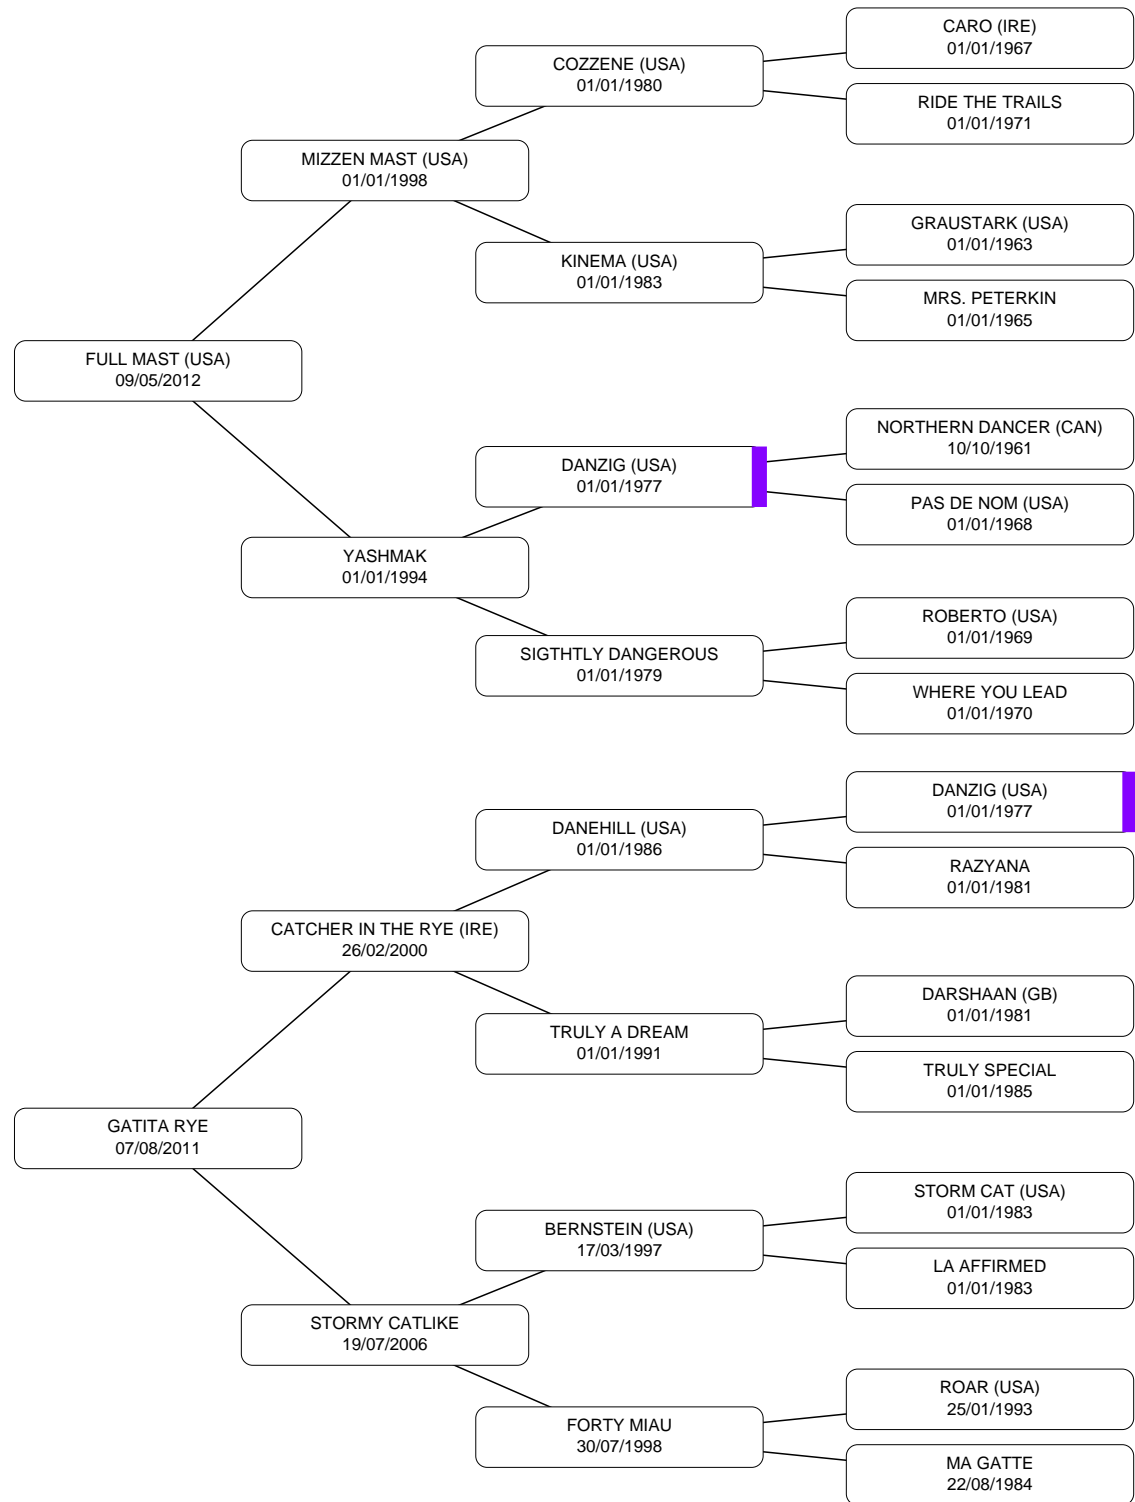 CARO (IRE)
01/01/1967
COZZENE (USA)
01/01/1980
RIDE THE TRAILS
01/01/1971
MIZZEN MAST (USA)
01/01/1998
GRAUSTARK (USA)
01/01/1963
KINEMA (USA)
01/01/1983
MRS. PETERKIN
01/01/1965
FULL MAST (USA)
09/05/2012
NORTHERN DANCER (CAN)
10/10/1961
DANZIG (USA)
01/01/1977
PAS DE NOM (USA)
01/01/1968
YASHMAK
01/01/1994
ROBERTO (USA)
01/01/1969
SIGTHTLY DANGEROUS
01/01/1979
WHERE YOU LEAD
01/01/1970
DANZIG (USA)
01/01/1977
DANEHILL (USA)
01/01/1986
RAZYANA
01/01/1981
CATCHER IN THE RYE (IRE)
26/02/2000
DARSHAAN (GB)
01/01/1981
TRULY A DREAM
01/01/1991
TRULY SPECIAL
01/01/1985
GATITA RYE
07/08/2011
STORM CAT (USA)
01/01/1983
BERNSTEIN (USA)
17/03/1997
LA AFFIRMED
01/01/1983
STORMY CATLIKE
19/07/2006
ROAR (USA)
25/01/1993
FORTY MIAU
30/07/1998
MA GATTE
22/08/1984